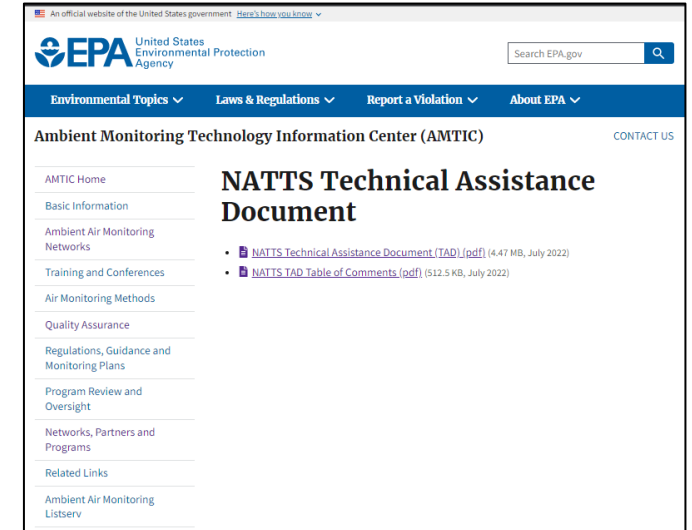 An official website of the United States government Here's how you know
EPA United States
Environmental Protection
Agency
Search EPA.gov
Environmental Topics Laws & Regulations Report a Violation About EPA
Ambient Monitoring Technology Information Center (AMTIC) CONTACT US
AMTIC Home
Basic Information
Ambient Air Monitoring
Networks
Training and Conferences
Air Monitoring Methods
Quality Assurance
Regulations, Guidance and
Monitoring Plans
Program Review and
Oversight
Networks, Partners and
Programs
Related Links
Ambient Air Monitoring
Listserv
NATTS Technical Assistance
Document
NATTS Technical Assistance Document (TAD) (pdf) (4.47 MB, July 2022)
NATTS TAD Table of Comments (pdf) (512.5 KB, July 2022)